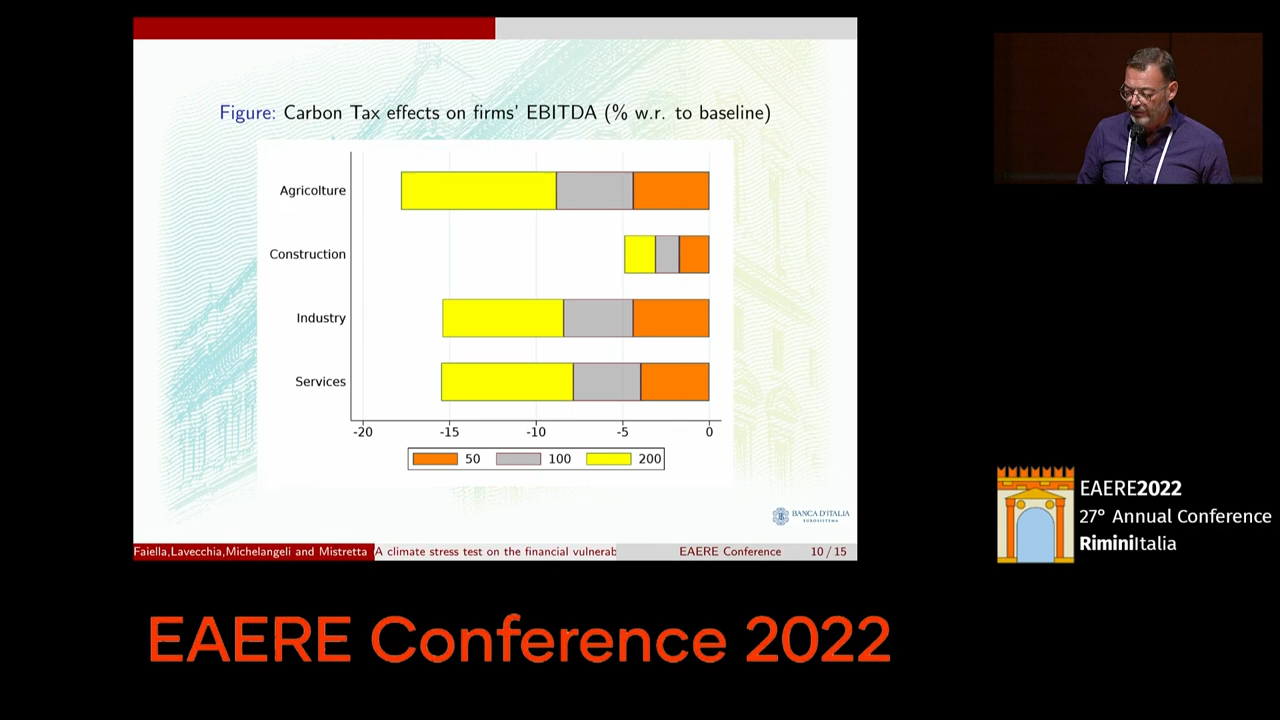 Figure: Carbon Tax effects on firms' EBITDA (% w.r. to baseline)
Agricolture
Construction
Industry
Services
-20 -15 -10 -5 0
50 100 200
BANCA D'ITALIA
EUROSISTEMA
Faiella,Lavecchia,Michelangeli and Mistretta A climate stress test on the financial vulnerab EAERE Conference 10 / 15
EAERE2022
27° Annual Conference
RiminiItalia
EAERE Conference 2022